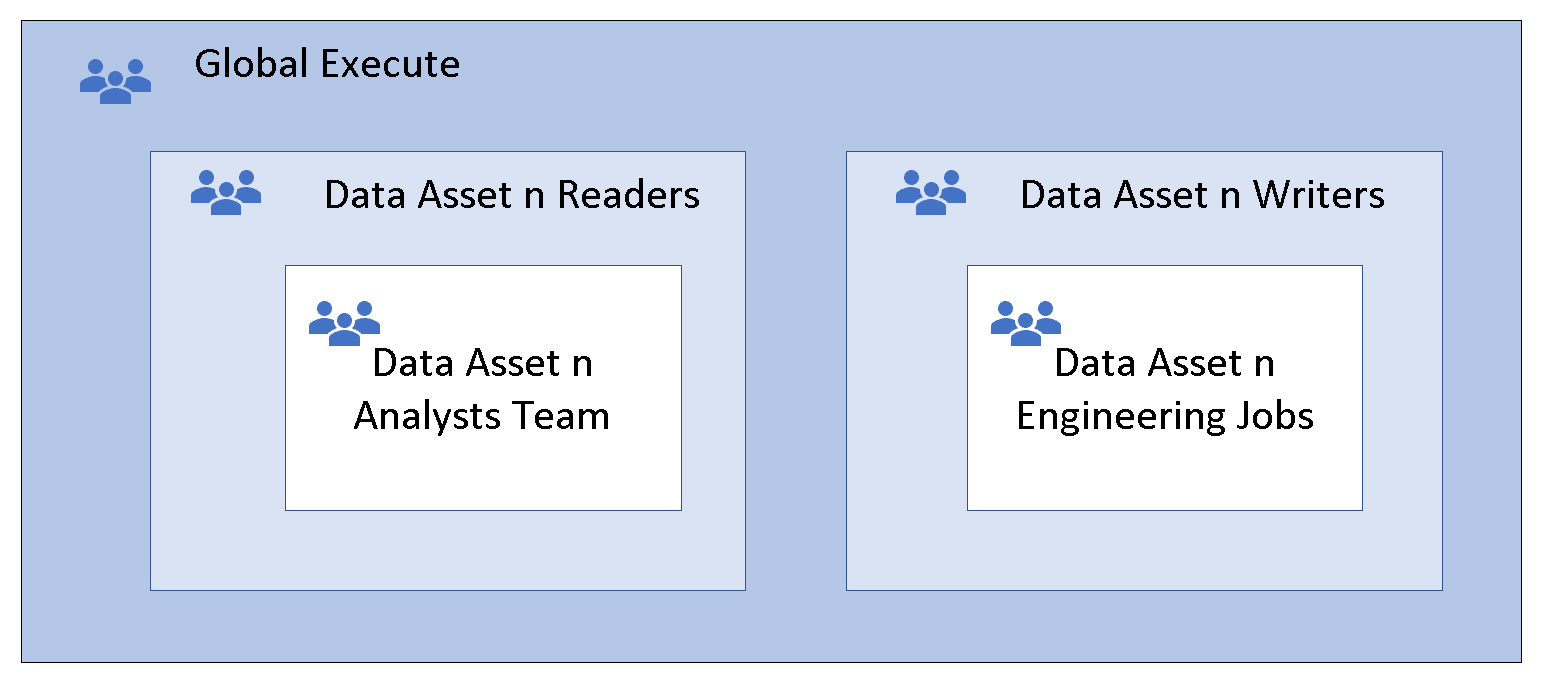 Global Execute
Data Asset n Readers
Data Asset n Writers
Data Asset n
Analysts Team
Data Asset n
Engineering Jobs